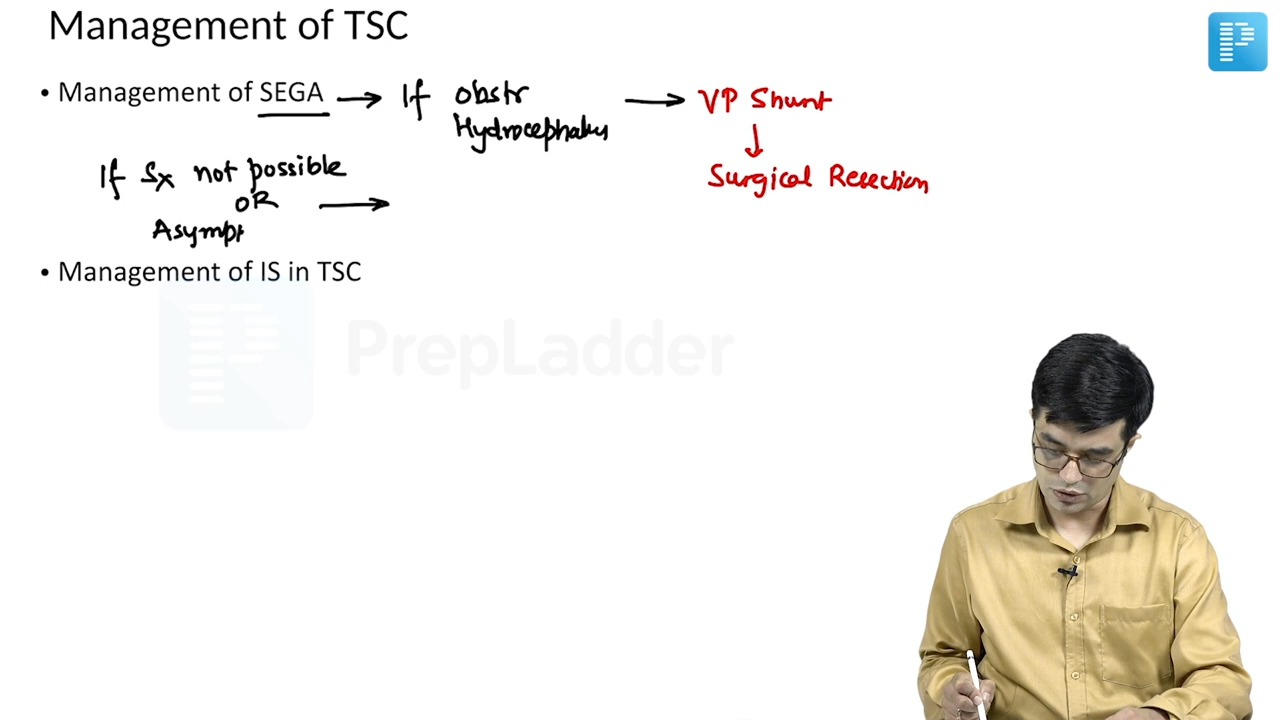 Management of TSC
• Management of SEGA → If obstr Hydrocephalus → VP Shunt
↓
Surgical Resection
If Sx not possible
OR →
Asympt
• Management of IS in TSC
PrepLadder